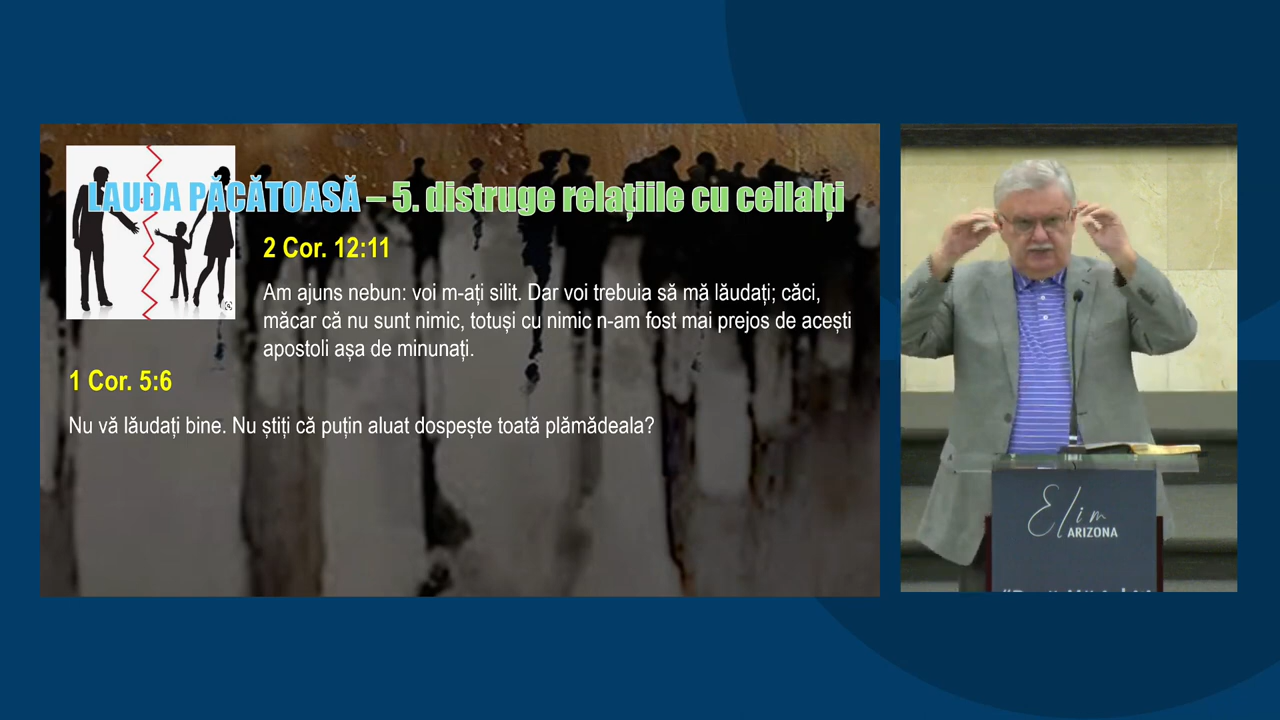 LAUDA PĂCĂTOASĂ – 5. distruge relațiile cu ceilalți
2 Cor. 12:11
Am ajuns nebun: voi m-ați silit. Dar voi trebuia să mă lăudați; căci,
măcar că nu sunt nimic, totuși cu nimic n-am fost mai prejos de acești
apostoli așa de minunați.
1 Cor. 5:6
Nu vă lăudați bine. Nu știți că puțin aluat dospește toată plămădeala?
Elim
ARIZONA